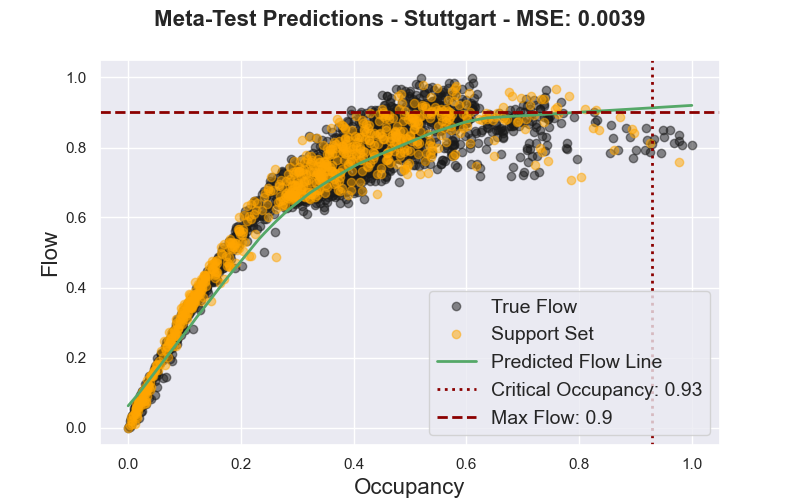 Meta-Test Predictions - Stuttgart - MSE: 0.0039
1.0
0.8
0.6
0.4
0.2
0.0
Flow
True Flow
Support Set
Predicted Flow Line
Critical Occupancy: 0.93
Max Flow: 0.9
0.0 0.2 0.4 0.6 0.8 1.0
Occupancy